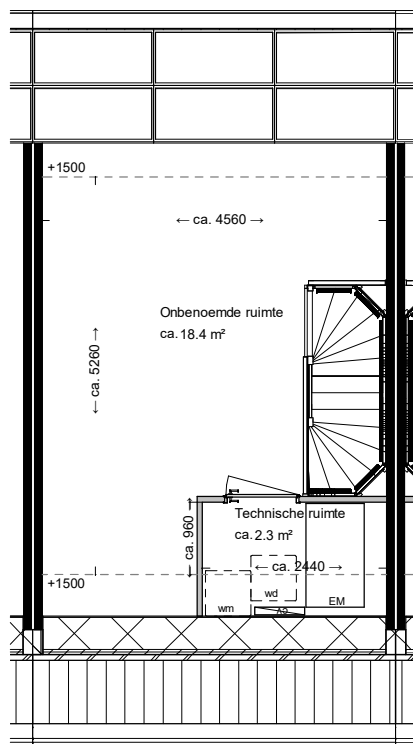 +1500
← ca. 4560 →
Onbenoemde ruimte
ca. 18.4 m²
← ca. 5260 →
← ca. 960 →
Technische ruimte
ca. 2.3 m²
← ca. 2440 →
+1500
wd
wm
CV
EM